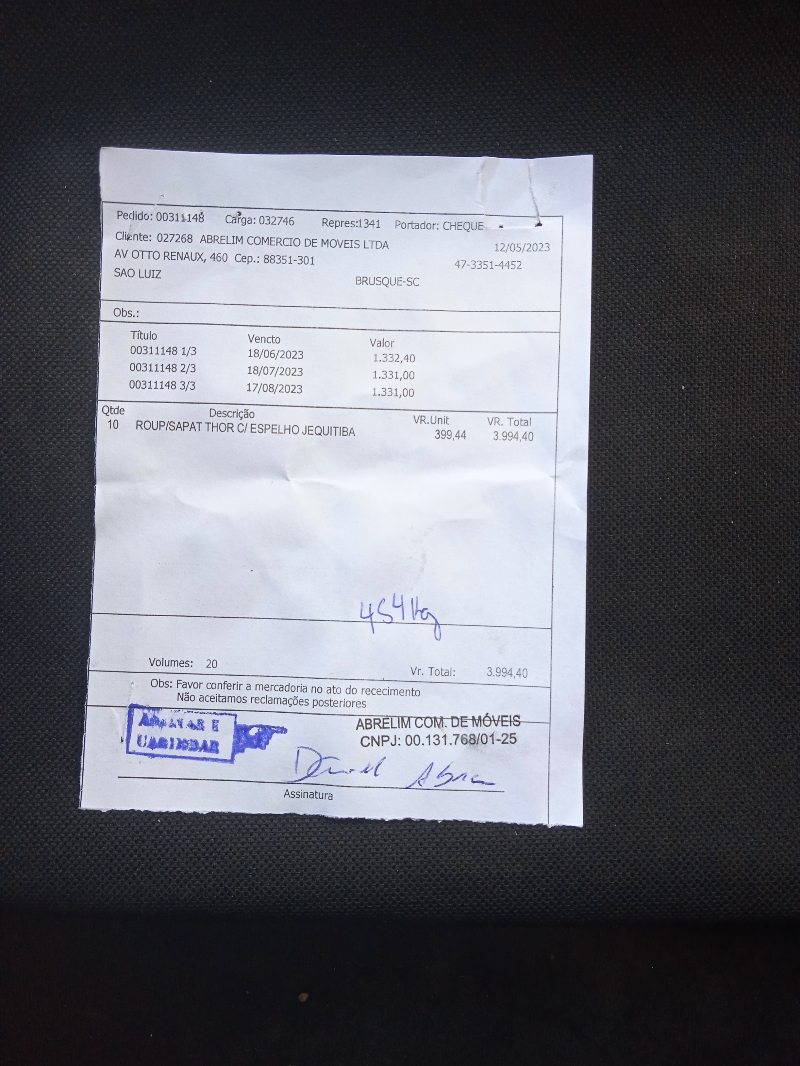 Pedido: 00311148 Carga: 032746 Repres:1341 Portador: CHEQUE -
Cliente: 027268 ABRELIM COMERCIO DE MOVEIS LTDA 12/05/2023
AV OTTO RENAUX, 460 Cep.: 88351-301 47-3351-4452
SAO LUIZ BRUSQUE-SC
Obs.:
Título Vencto Valor
00311148 1/3 18/06/2023 1.332,40
00311148 2/3 18/07/2023 1.331,00
00311148 3/3 17/08/2023 1.331,00
Qtde Descrição VR.Unit VR. Total
10 ROUP/SAPAT THOR C/ ESPELHO JEQUITIBA 399,44 3.994,40
454kg
Volumes: 20 Vr. Total: 3.994,40
Obs: Favor conferir a mercadoria no ato do rececimento
Não aceitamos reclamações posteriores
ABRELIM COM. DE MÓVEIS
CNPJ: 00.131.768/01-25
Assinatura